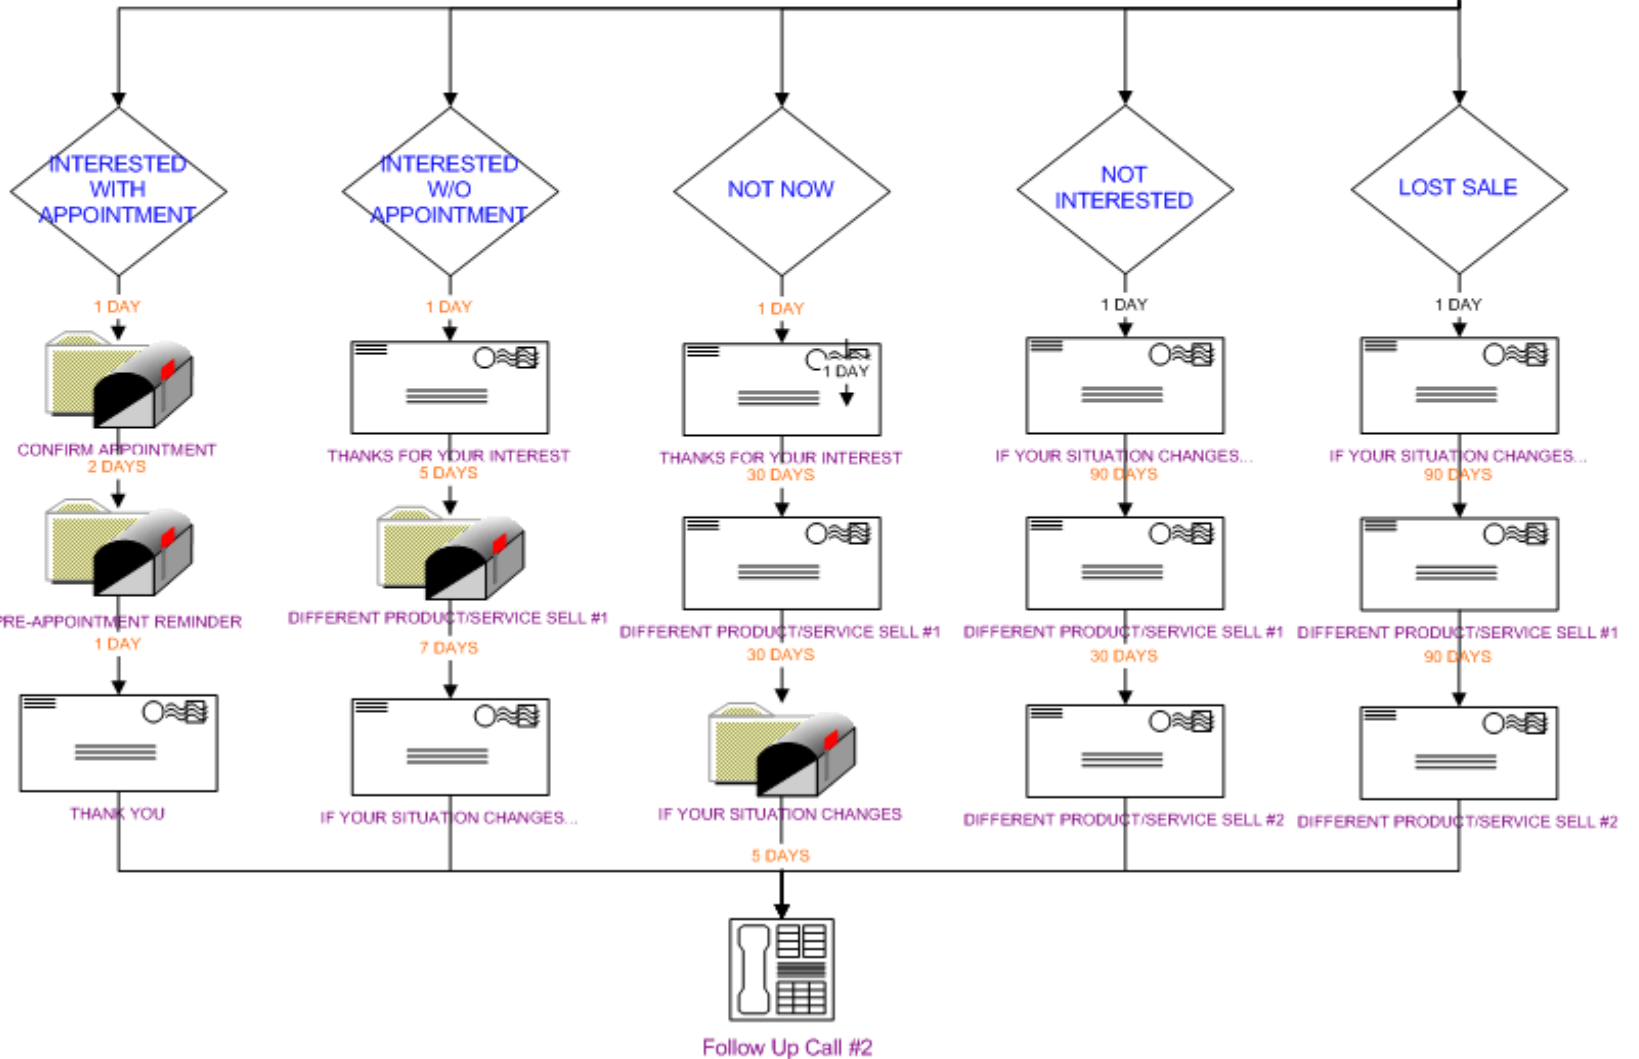 INTERESTED
WITH
APPOINTMENT
INTERESTED
W/O
APPOINTMENT
NOT NOW
NOT
INTERESTED
LOST SALE
1 DAY
1 DAY
1 DAY
1 DAY
1 DAY
1 DAY
CONFIRM APPOINTMENT
THANKS FOR YOUR INTEREST
THANKS FOR YOUR INTEREST
IF YOUR SITUATION CHANGES...
IF YOUR SITUATION CHANGES...
2 DAYS
5 DAYS
30 DAYS
90 DAYS
90 DAYS
PRE-APPOINTMENT REMINDER
DIFFERENT PRODUCT/SERVICE SELL #1
DIFFERENT PRODUCT/SERVICE SELL #1
DIFFERENT PRODUCT/SERVICE SELL #1
DIFFERENT PRODUCT/SERVICE SELL #1
1 DAY
7 DAYS
30 DAYS
30 DAYS
90 DAYS
THANK YOU
IF YOUR SITUATION CHANGES...
IF YOUR SITUATION CHANGES
DIFFERENT PRODUCT/SERVICE SELL #2
DIFFERENT PRODUCT/SERVICE SELL #2
5 DAYS
Follow Up Call #2